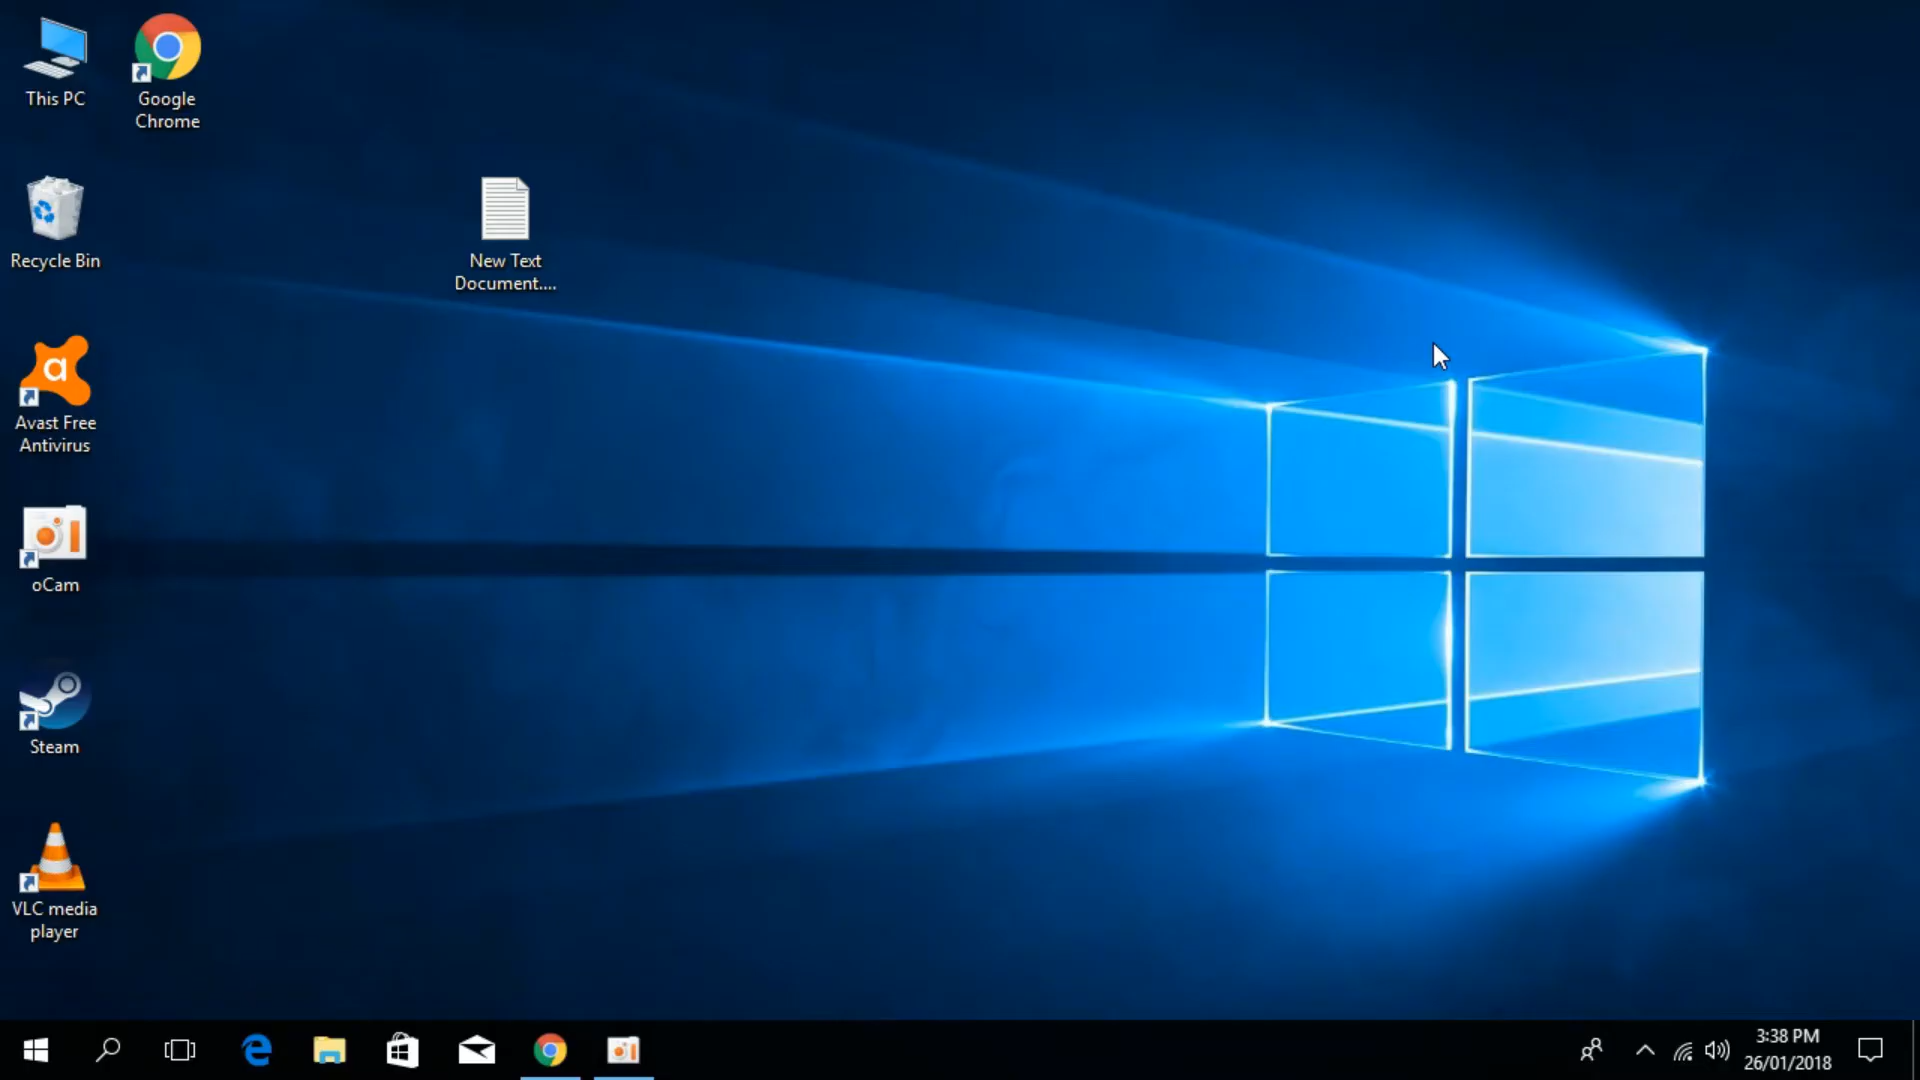 This PC
Google
Chrome
Recycle Bin
New Text
Document....
Avast Free
Antivirus
oCam
Steam
VLC media
player
3:38 PM
26/01/2018